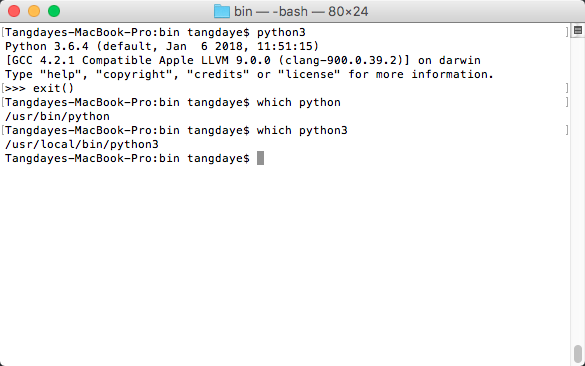 bin — -bash — 80×24
[Tangdayes-MacBook-Pro:bin tangdaye$ python3 ]
Python 3.6.4 (default, Jan  6 2018, 11:51:15)
[GCC 4.2.1 Compatible Apple LLVM 9.0.0 (clang-900.0.39.2)] on darwin
Type "help", "copyright", "credits" or "license" for more information.
[>>> exit() ]
[Tangdayes-MacBook-Pro:bin tangdaye$ which python ]
/usr/bin/python
[Tangdayes-MacBook-Pro:bin tangdaye$ which python3 ]
/usr/local/bin/python3
Tangdayes-MacBook-Pro:bin tangdaye$